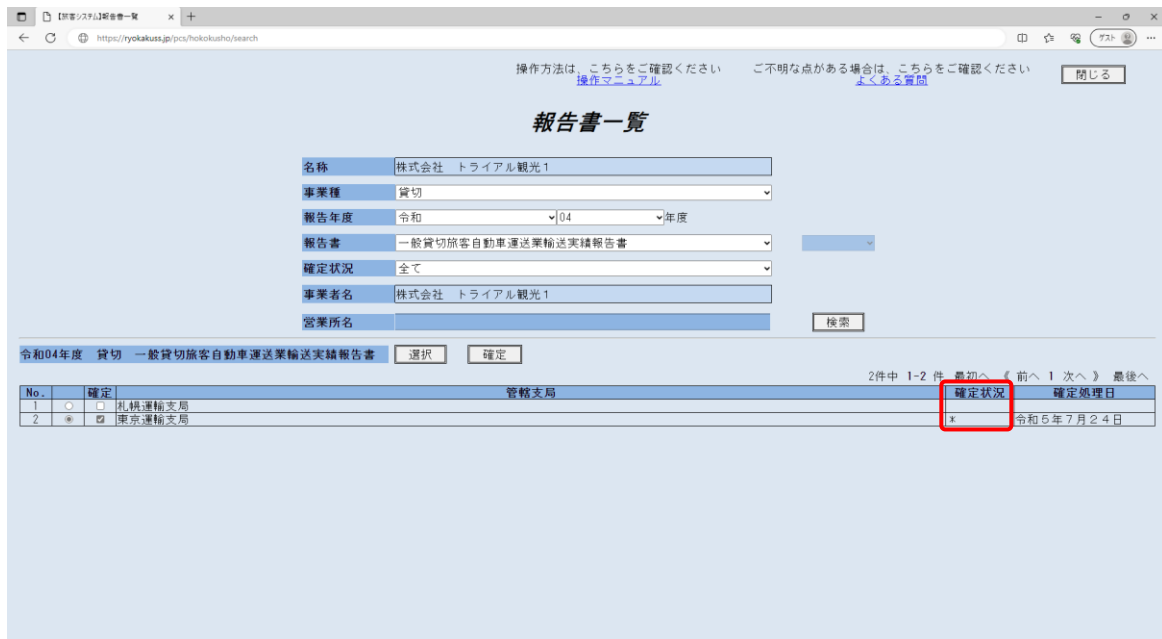 【旅客システム】報告書一覧
https://ryokakuss.jp/pcs/hokokusho/search
ゲスト
操作方法は、こちらをご確認ください ご不明な点がある場合は、こちらをご確認ください
操作マニュアル よくある質問
閉じる
報告書一覧
名称 株式会社 トライアル観光1
事業種 貸切
報告年度 令和 04 年度
報告書 一般貸切旅客自動車運送業輸送実績報告書
確定状況 全て
事業者名 株式会社 トライアル観光1
営業所名 検索
令和04年度 貸切 一般貸切旅客自動車運送業輸送実績報告書 選択 確定
2件中 1-2 件 最初へ 《 前へ 1 次へ 》 最後へ
No. 確定 管轄支局 確定状況 確定処理日
1 札幌運輸支局
2 東京運輸支局 * 令和5年7月24日